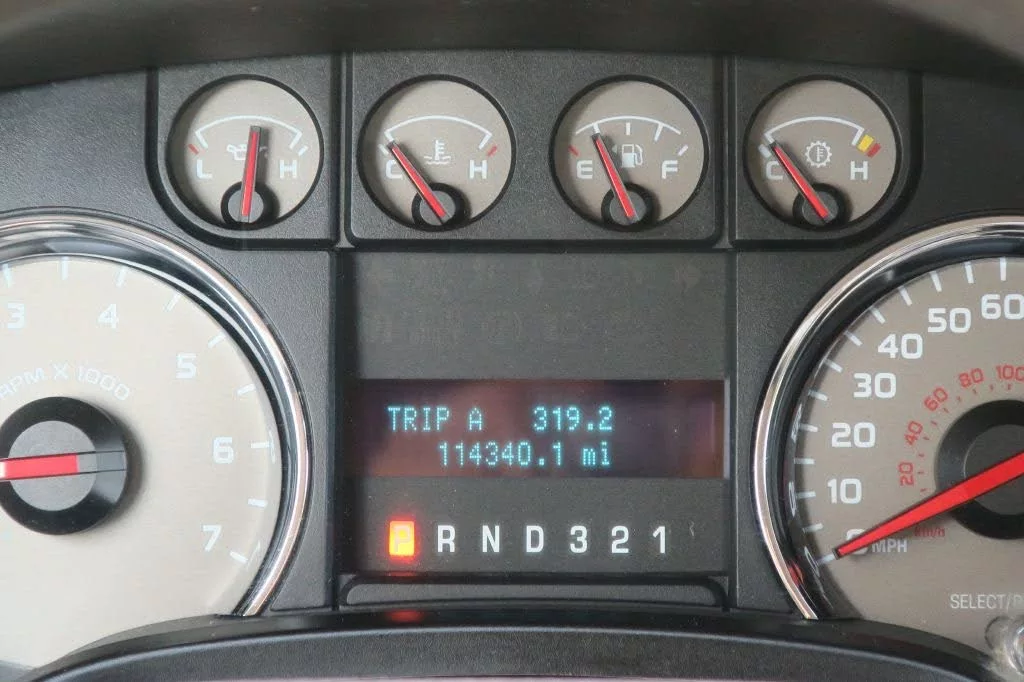 L H
C H
E F
C H
3 4 5 6 7
RPM X 1000
TRIP A 319.2
114340.1 mi
P R N D 3 2 1
10 20 30 40 50 60
20 40 60 80 100
0 MPH km/h
SELECT/